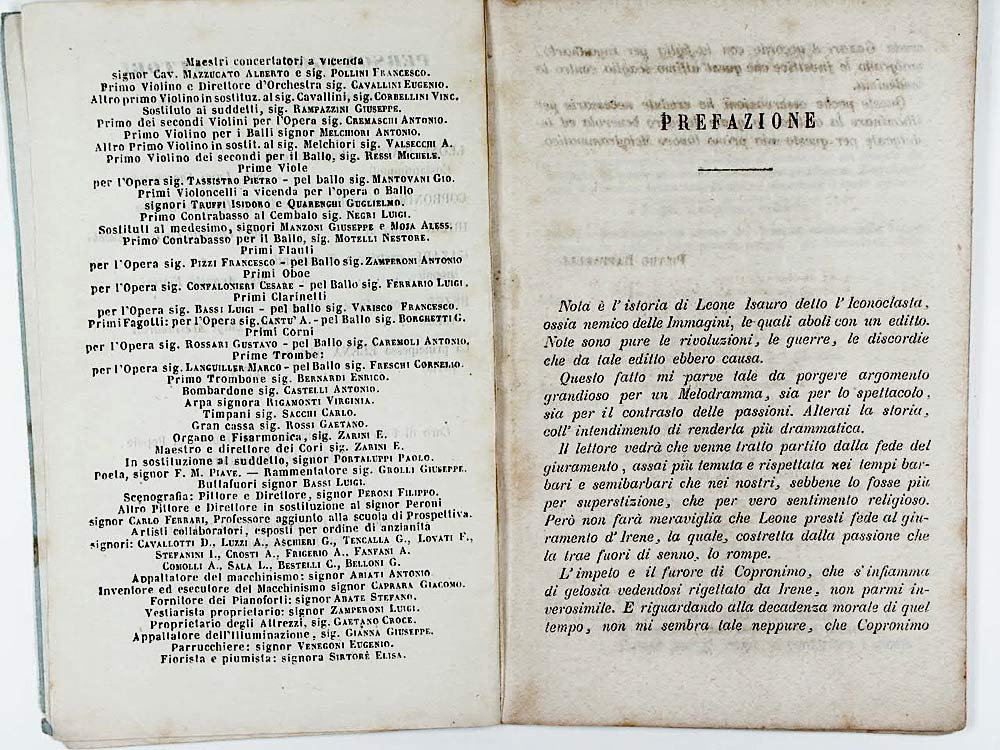 Maestri concertatori a vicenda
signor Cav. MAZZUCATO ALBERTO e sig. POLLINI FRANCESCO.
Primo Violino e Direttore d'Orchestra sig. CAVALLINI EUGENIO.
Altro primo Violino in sostituz. al sig. Cavallini, sig. CORBELLINI VINC.
Sostituto ai suddetti, sig. RAMPAZZINI GIUSEPPE.
Primo dei secondi Violini per l'Opera sig. CREMASCHI ANTONIO.
Primo Violino per i Balli signor MELCHIORI ANTONIO.
Altro Primo Violino in sostit. al sig. Melchiori sig. VALSECCHI A.
Primo Violino dei secondi per il Ballo, sig. RESSI MICHELE.
Prime Viole
per l'Opera sig. TASSISTRO PIETRO - pel ballo sig. MANTOVANI GIO.
Primi Violoncelli a vicenda per l'opera o Ballo
signori TRUFFI ISIDORO e QUARENGHI GUGLIELMO.
Primo Contrabasso al Cembalo sig. NEGRI LUIGI.
Sostituti al medesimo, signori MANZONI GIUSEPPE e MOJA ALESS.
Primo Contrabasso per il Ballo, sig. MOTELLI NESTORE.
Primi Flauti
per l'Opera sig. PIZZI FRANCESCO - pel Ballo sig. ZAMPERONI ANTONIO
Primi Oboe
per l'Opera sig. CONFALONIERI CESARE - pel Ballo sig. FERRARIO LUIGI.
Primi Clarinetti
per l'Opera sig. BASSI LUIGI - pel ballo sig. VARISCO FRANCESCO.
Primi Fagotti: per l'Opera sig. CANTU' A. - pel Ballo sig. BORGHETTI G.
Primi Corni
per l'Opera sig. ROSSARI GUSTAVO - pel Ballo sig. CAREMOLI ANTONIO.
Prime Trombe:
per l'Opera sig. LANGUILLER MARCO - pel Ballo sig. FRESCHI CORNELIO.
Primo Trombone sig. BERNARDI ENRICO.
Bombardone sig. CASTELLI ANTONIO.
Arpa signora RIGAMONTI VIRGINIA.
Timpani sig. SACCHI CARLO.
Gran cassa sig. ROSSI GAETANO.
Organo e Fisarmonica, sig. ZARINI E.
Maestro e direttore dei Cori sig. ZARINI E.
In sostituzione al suddetto, signor PORTALUPPI PAOLO.
Poeta, signor F. M. PIAVE. — Rammentatore sig. GROLLI GIUSEPPE.
Buttafuori signor BASSI LUIGI.
Scenografia: Pittore e Direttore, signor PERONI FILIPPO.
Altro Pittore e Direttore in sostituzione al signor Peroni
signor CARLO FERRARI, Professore aggiunto alla scuola di Prospettiva.
Artisti collaboratori, esposti per ordine di anzianità
signori: CAVALLOTTI D., LUZZI A., ASCHIERI G., TENCALLA G., LOVATI F.,
STEFANINI I., CROSTI A., FRIGERIO A., FANFANI A.
COMOLLI A., SALA L., BESTELLI C., BELLONI G.
Appaltatore del macchinismo: signor ABIATI ANTONIO
Inventore ed esecutore del Macchinismo signor CAPRARA GIACOMO.
Fornitore dei Pianoforti: signor ABATE STEFANO.
Vestiarista proprietario: signor ZAMPERONI LUIGI.
Proprietario degli Attrezzi, sig. GAETANO CROCE.
Appaltatore dell'Illuminazione, sig. GIANNA GIUSEPPE.
Parrucchiere: signor VENEGONI EUGENIO.
Fiorista e piumista: signora SIRTORÈ ELISA.
PREFAZIONE
Nota è l'istoria di Leone Isauro detto l'Iconoclasta,
ossia nemico delle Immagini, le quali abolì con un editto.
Note sono pure le rivoluzioni, le guerre, le discordie
che da tale editto ebbero causa.
Questo fatto mi parve tale da porgere argomento
grandioso per un Melodramma, sia per lo spettacolo,
sia per il contrasto delle passioni. Alterai la storia,
coll'intendimento di renderla più drammatica.
Il lettore vedrà che venne tratto partito dalla fede del
giuramento, assai più temuta e rispettata nei tempi bar-
bari e semibarbari che nei nostri, sebbene lo fosse più
per superstizione, che per vero sentimento religioso.
Però non farà meraviglia che Leone presti fede al giu-
ramento d'Irene, la quale, costretta dalla passione che
la trae fuori di senno, lo rompe.
L'impeto e il furore di Copronimo, che s'infiamma
di gelosia vedendosi rigettato da Irene, non parmi in-
verosimile. E riguardando alla decadenza morale di quel
tempo, non mi sembra tale neppure, che Copronimo